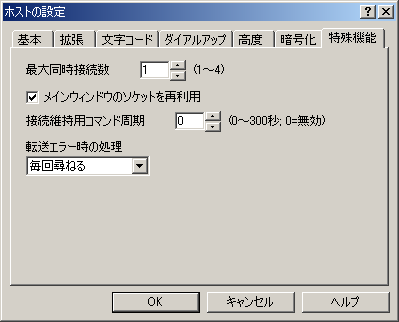 ホストの設定
基本 拡張 文字コード ダイアルアップ 高度 暗号化 特殊機能
最大同時接続数 1 (1～4)
メインウィンドウのソケットを再利用
接続維持用コマンド周期 0 (0～300秒; 0=無効)
転送エラー時の処理
毎回尋ねる
OK キャンセル ヘルプ